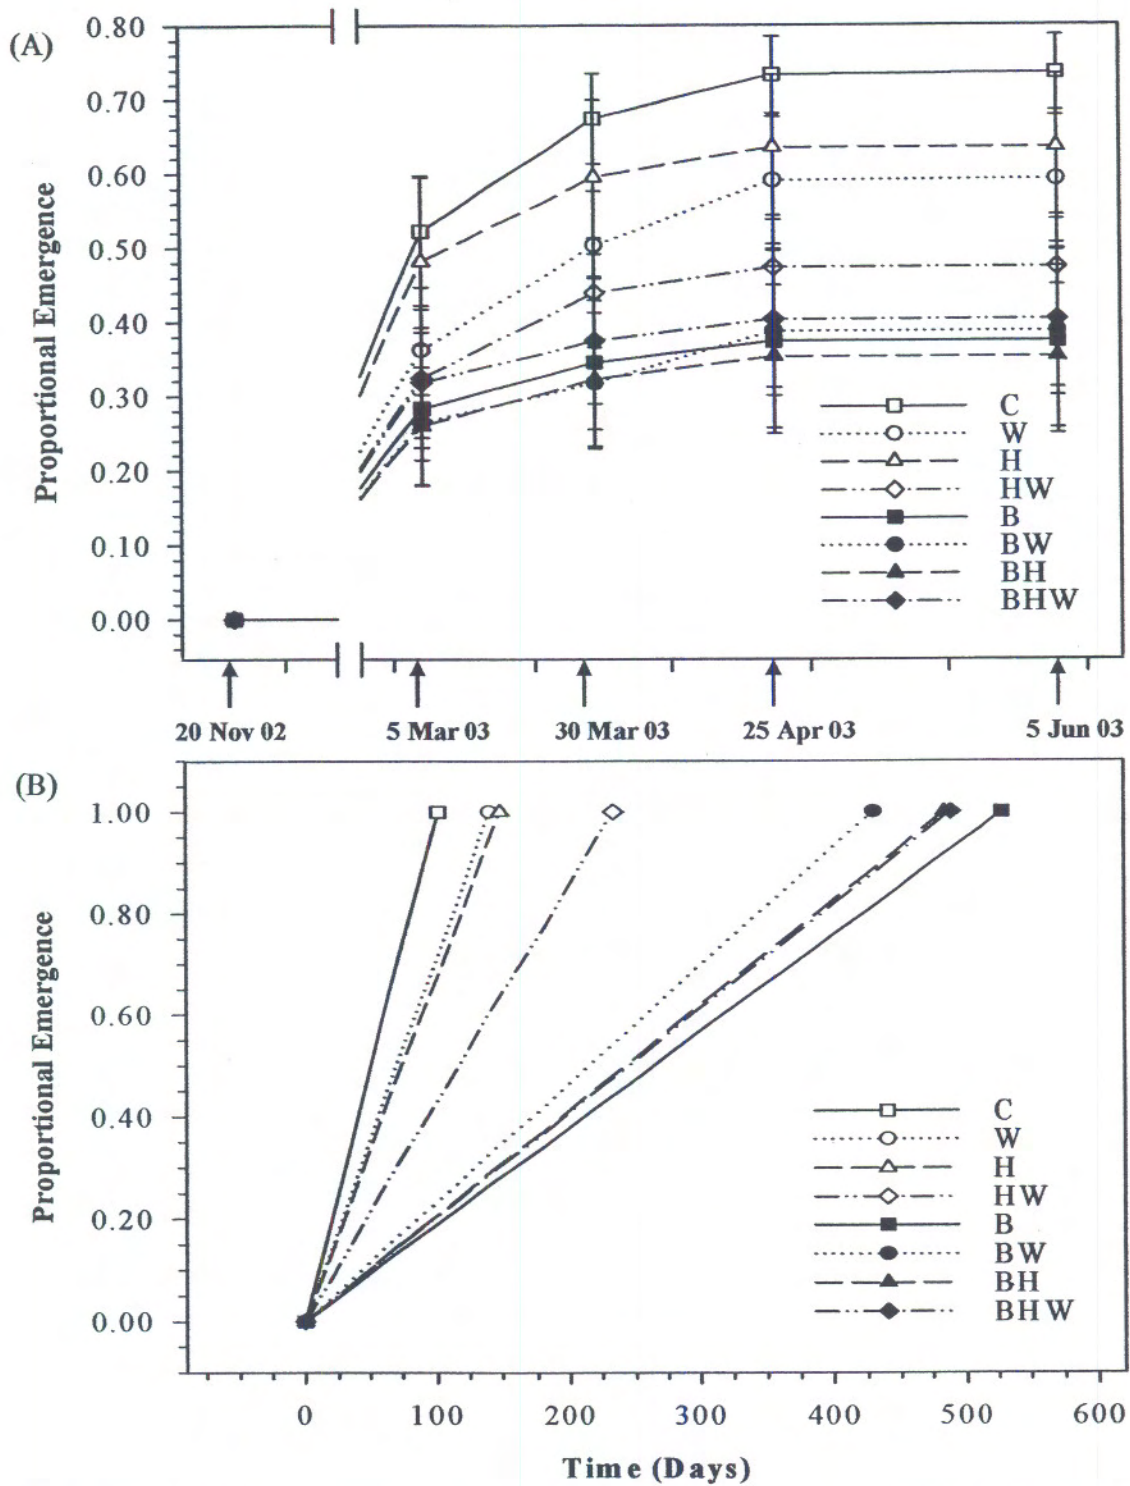 (A)
0.80
0.70
0.60
0.50
0.40
0.30
0.20
0.10
0.00
Proportional Emergence
C
W
H
HW
B
BW
BH
BHW
20 Nov 02 5 Mar 03 30 Mar 03 25 Apr 03 5 Jun 03
(B)
1.00
0.80
0.60
0.40
0.20
0.00
Proportional Emergence
C
W
H
HW
B
BW
BH
BHW
0 100 200 300 400 500 600
Time (Days)